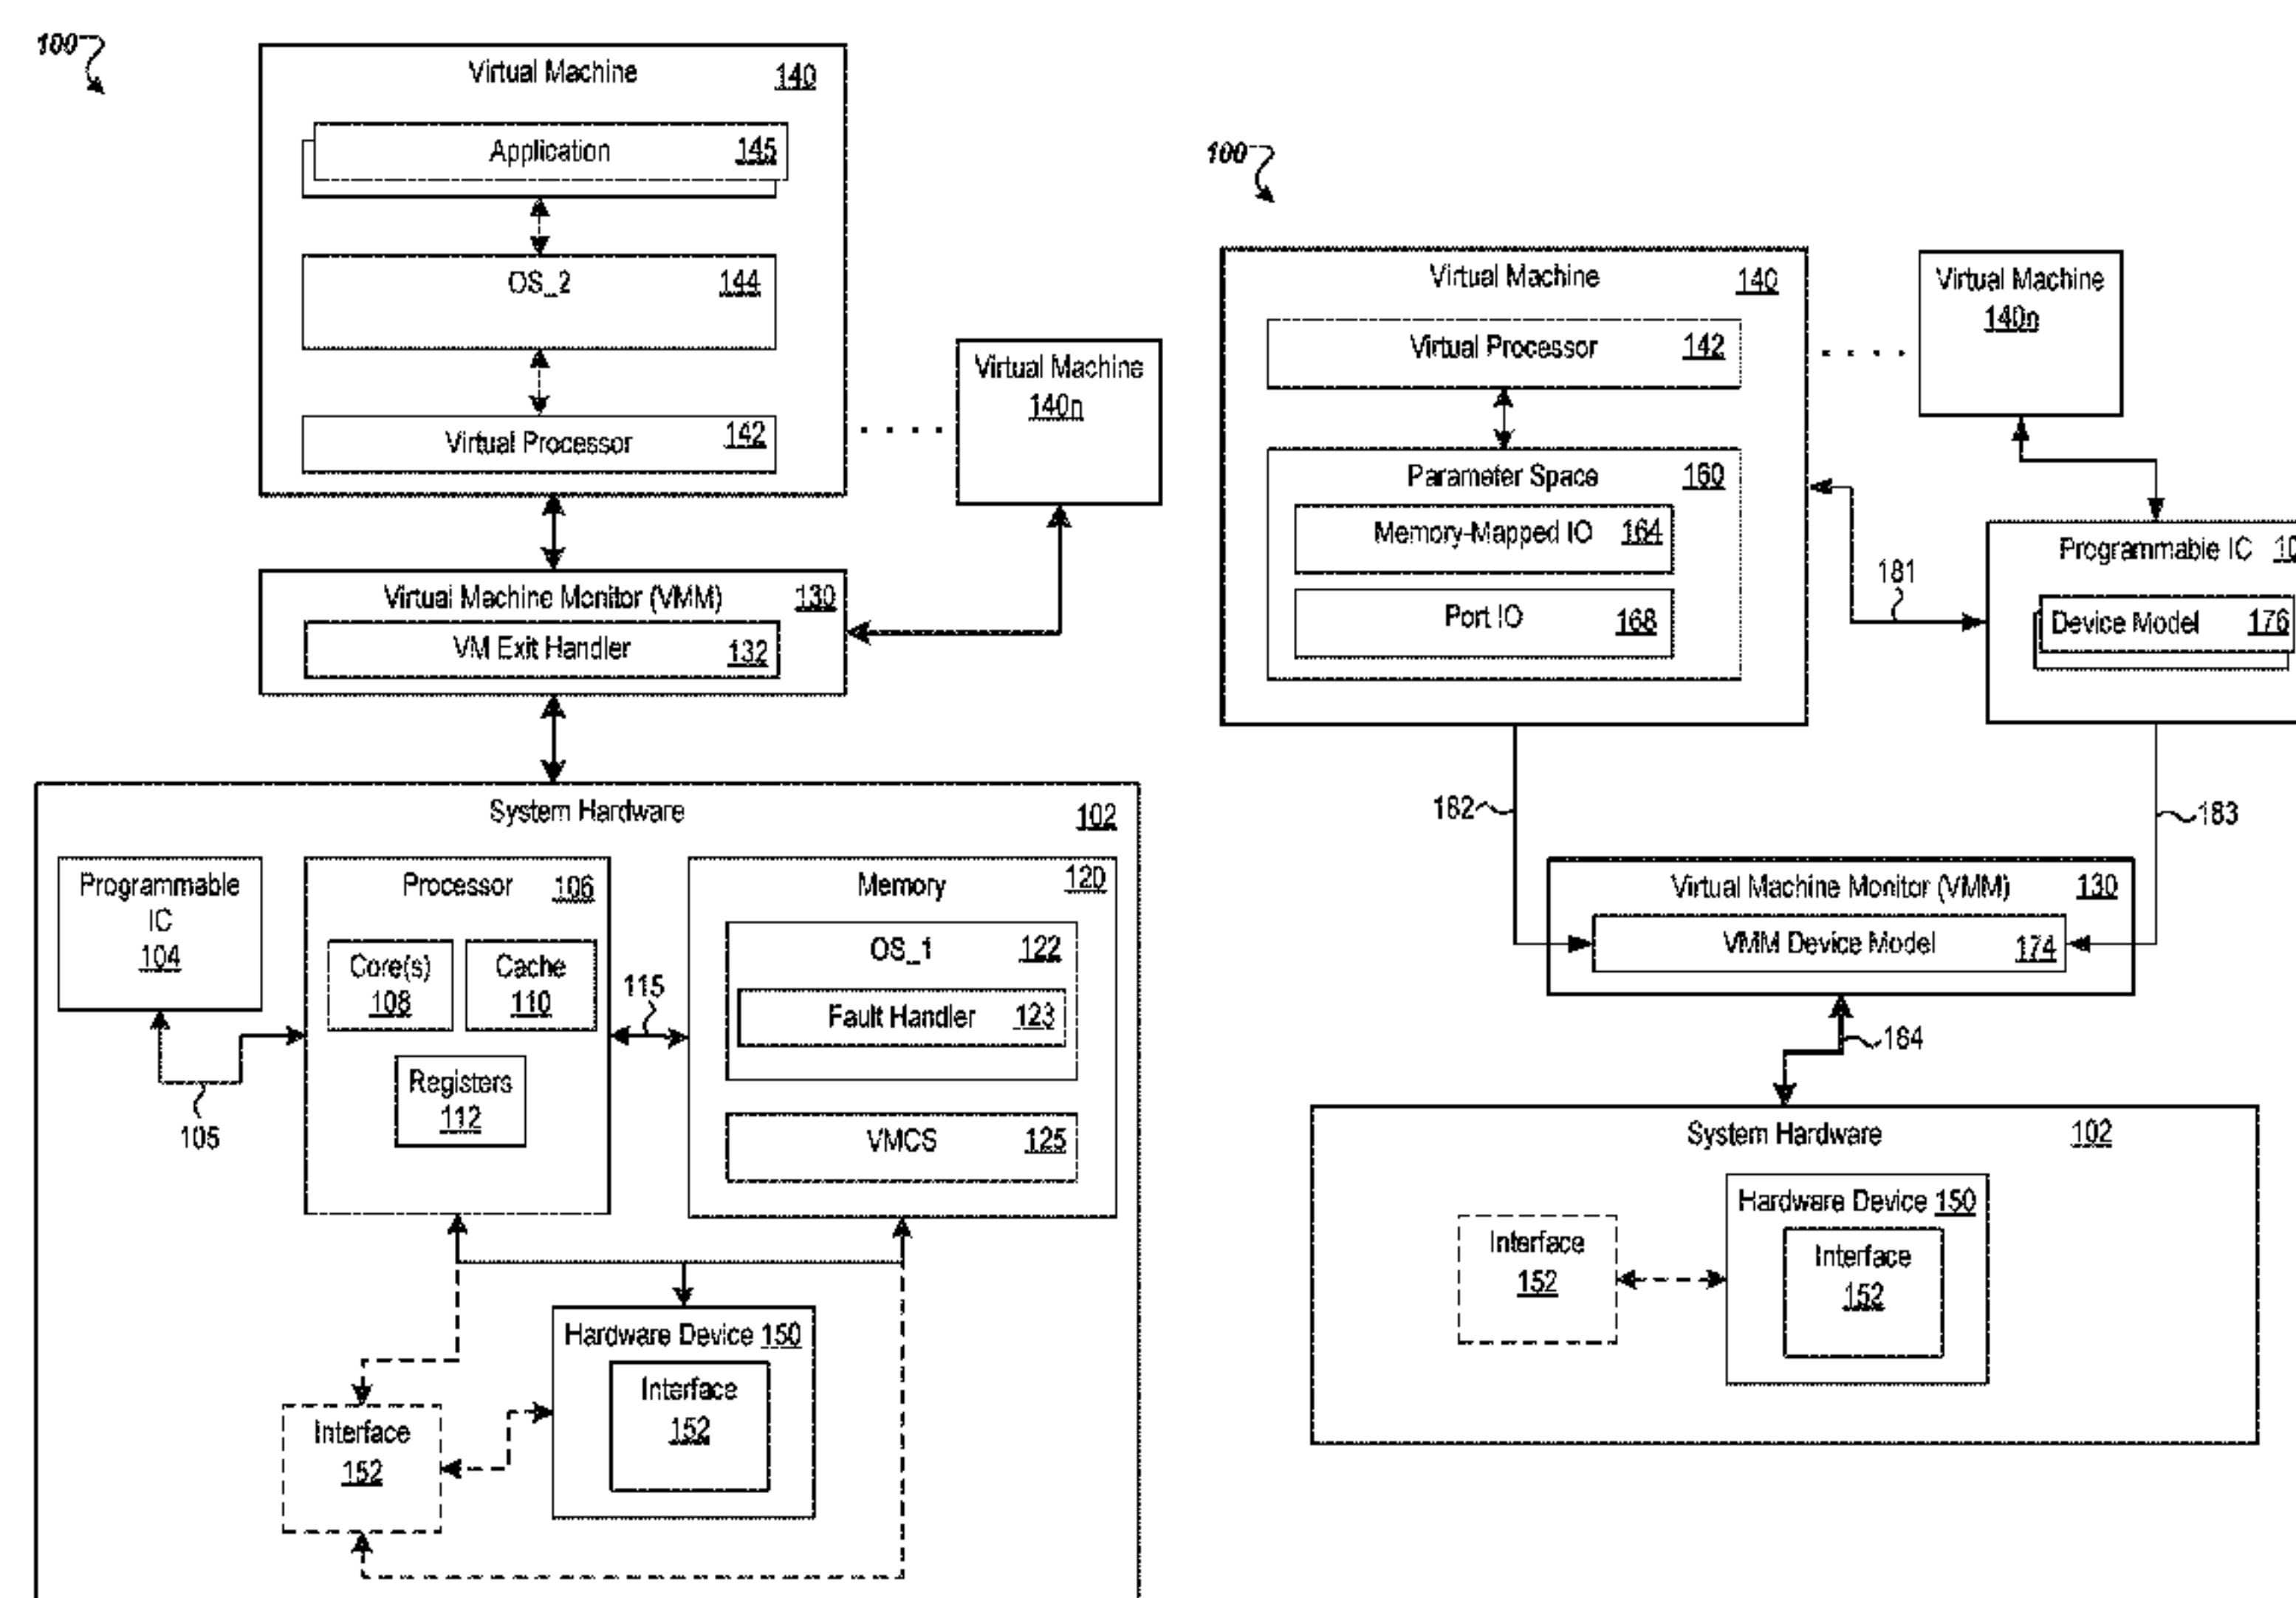 100
Virtual Machine 140
Application 145
OS_2 144
Virtual Processor 142
Virtual Machine
140n
Virtual Machine Monitor (VMM) 130
VM Exit Handler 132
System Hardware 102
Programmable
IC
104
Processor 106
Core(s)
108
Cache
110
Registers
112
105
115
Memory 120
OS_1 122
Fault Handler 123
VMCS 125
Hardware Device 150
Interface
152
Interface
152
100
Virtual Machine 140
Virtual Processor 142
Parameter Space 160
Memory-Mapped IO 164
Port IO 168
Virtual Machine
140n
181
Programmable IC
Device Model 176
182
183
Virtual Machine Monitor (VMM) 130
VMM Device Model 174
184
System Hardware 102
Hardware Device 150
Interface
152
Interface
152